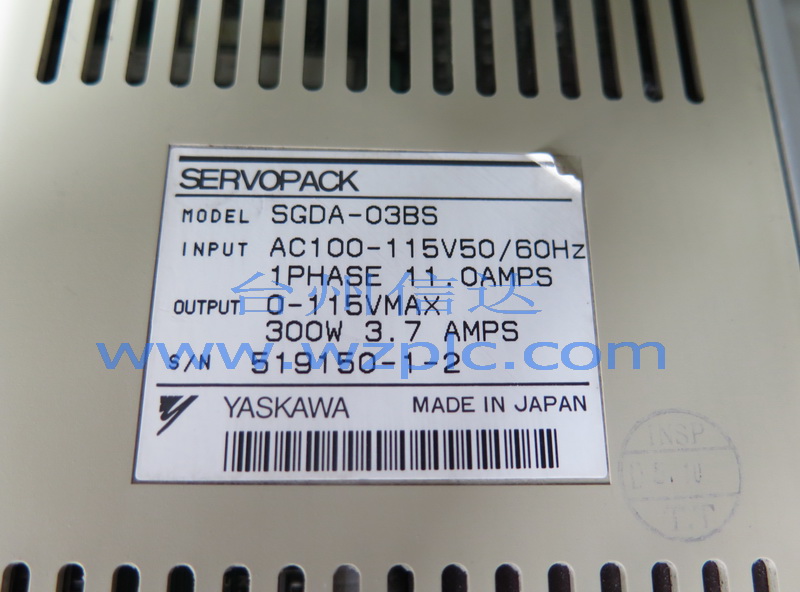 SERVOPACK
MODEL SGDA-03BS
INPUT AC100-115V50/60Hz
1PHASE 11.0AMPS
台州信达
OUTPUT 0-115VMAX
300W 3.7 AMPS
www.wzplc.com
S/N 519150-1-2
YASKAWA MADE IN JAPAN
INSP
T.T